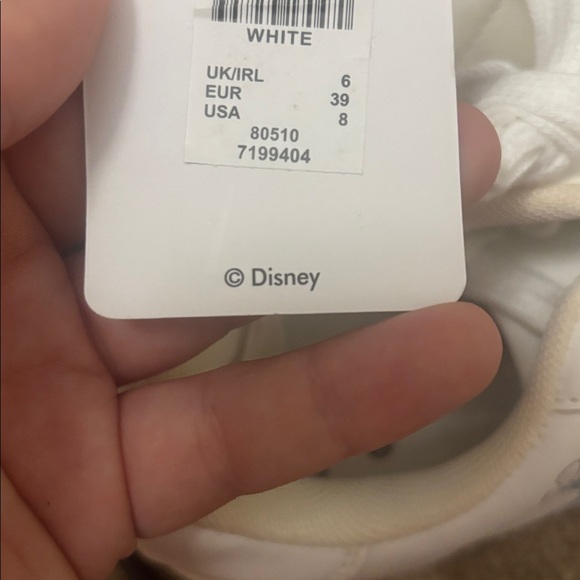 WHITE
UK/IRL 6
EUR 39
USA 8
80510
7199404
© Disney